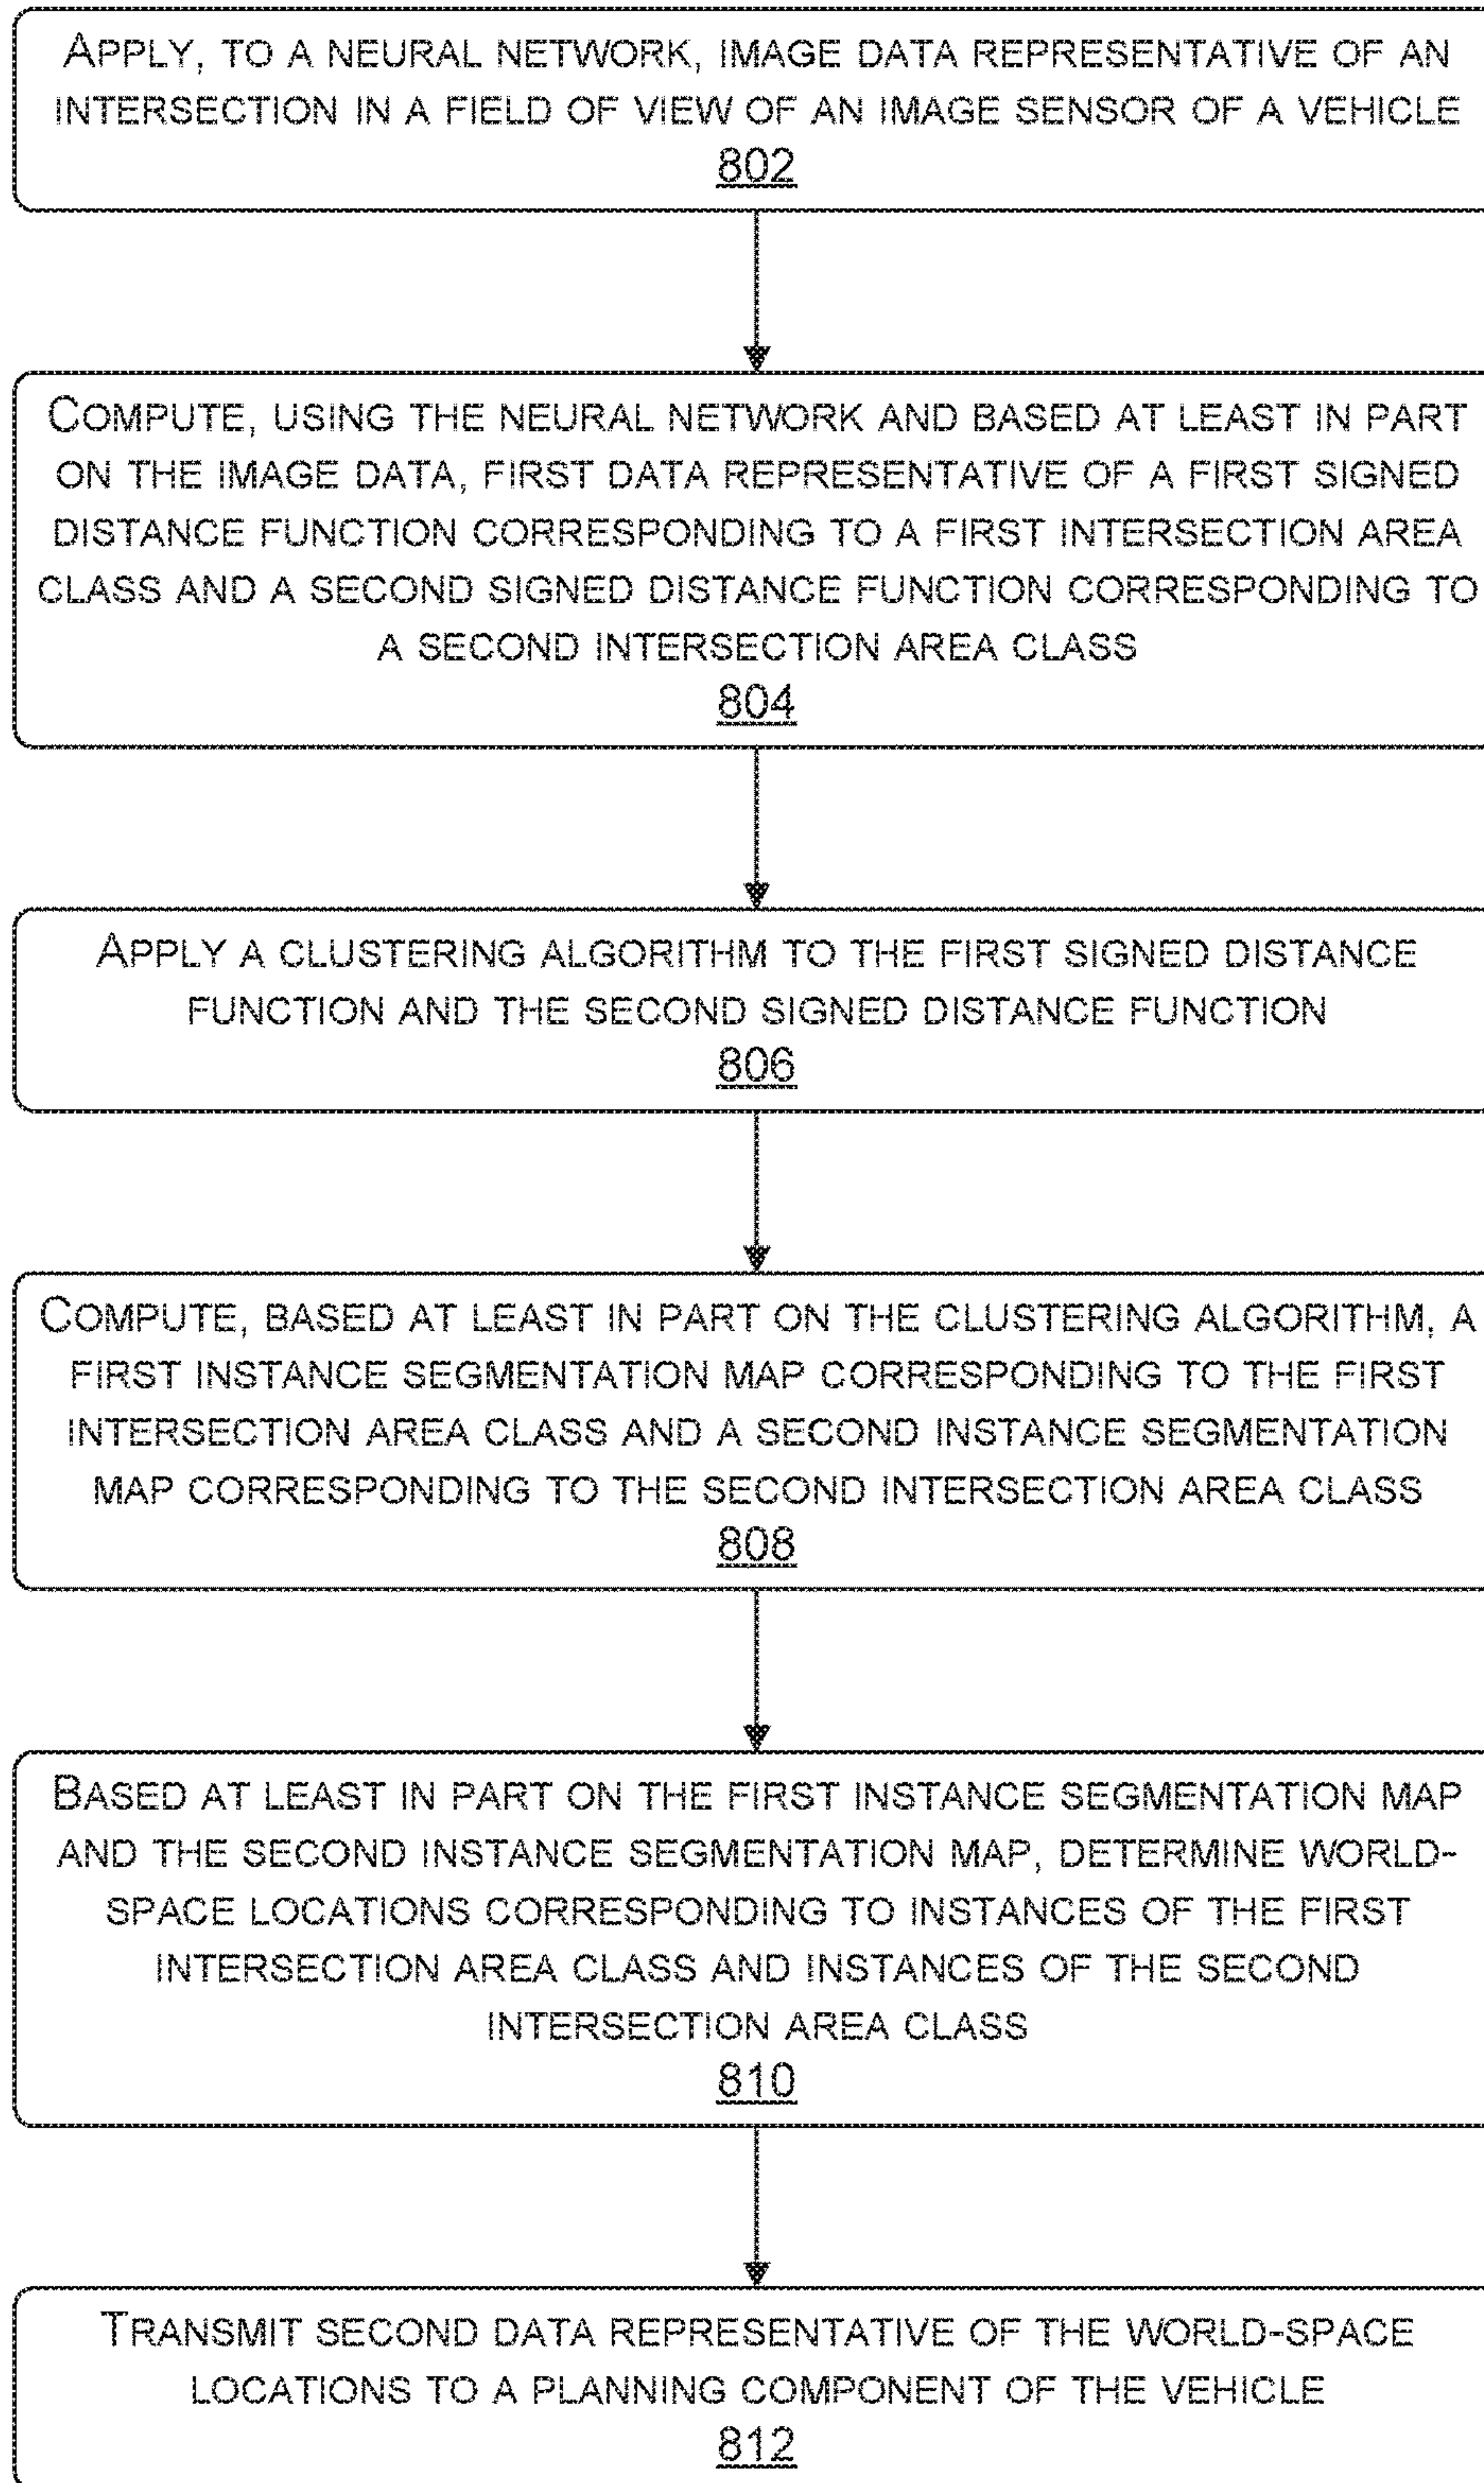 APPLY, TO A NEURAL NETWORK, IMAGE DATA REPRESENTATIVE OF AN
INTERSECTION IN A FIELD OF VIEW OF AN IMAGE SENSOR OF A VEHICLE
802
COMPUTE, USING THE NEURAL NETWORK AND BASED AT LEAST IN PART
ON THE IMAGE DATA, FIRST DATA REPRESENTATIVE OF A FIRST SIGNED
DISTANCE FUNCTION CORRESPONDING TO A FIRST INTERSECTION AREA
CLASS AND A SECOND SIGNED DISTANCE FUNCTION CORRESPONDING TO
A SECOND INTERSECTION AREA CLASS
804
APPLY A CLUSTERING ALGORITHM TO THE FIRST SIGNED DISTANCE
FUNCTION AND THE SECOND SIGNED DISTANCE FUNCTION
806
COMPUTE, BASED AT LEAST IN PART ON THE CLUSTERING ALGORITHM, A
FIRST INSTANCE SEGMENTATION MAP CORRESPONDING TO THE FIRST
INTERSECTION AREA CLASS AND A SECOND INSTANCE SEGMENTATION
MAP CORRESPONDING TO THE SECOND INTERSECTION AREA CLASS
808
BASED AT LEAST IN PART ON THE FIRST INSTANCE SEGMENTATION MAP
AND THE SECOND INSTANCE SEGMENTATION MAP, DETERMINE WORLD-
SPACE LOCATIONS CORRESPONDING TO INSTANCES OF THE FIRST
INTERSECTION AREA CLASS AND INSTANCES OF THE SECOND
INTERSECTION AREA CLASS
810
TRANSMIT SECOND DATA REPRESENTATIVE OF THE WORLD-SPACE
LOCATIONS TO A PLANNING COMPONENT OF THE VEHICLE
812